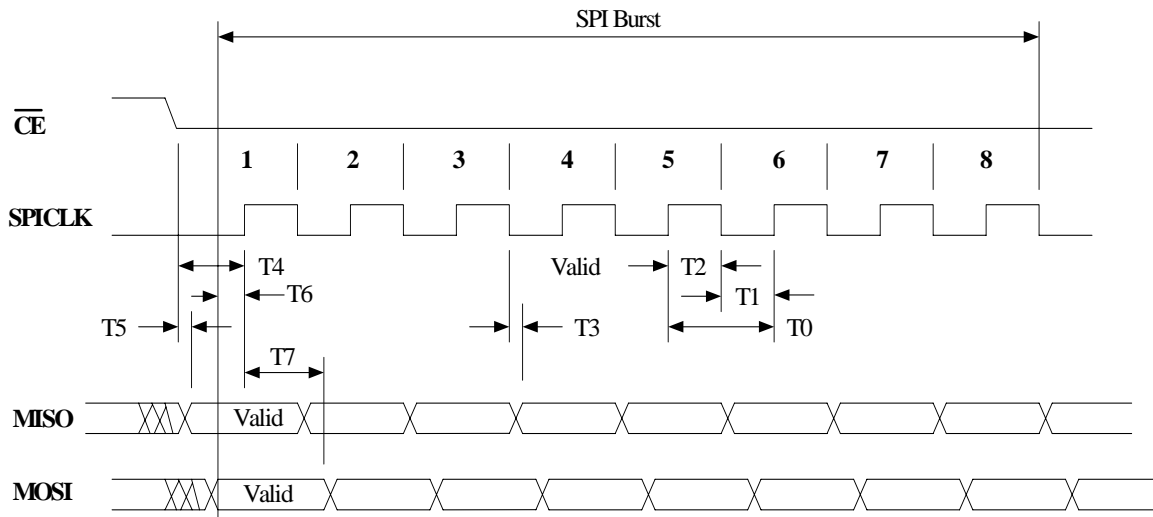 SPI Burst
CE
1 2 3 4 5 6 7 8
SPICLK
T4 Valid T2
T6 T1
T5 T3 T0
T7
MISO Valid
MOSI Valid